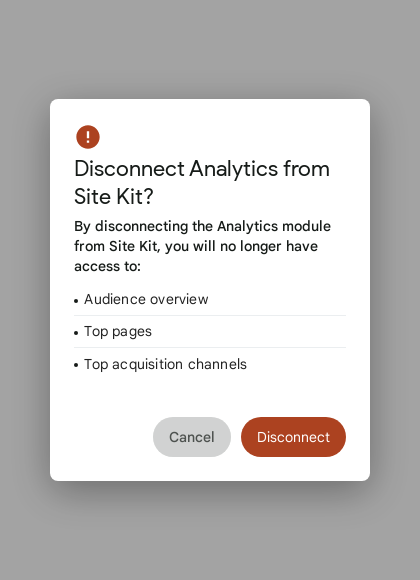 Disconnect Analytics from
Site Kit?
By disconnecting the Analytics module
from Site Kit, you will no longer have
access to:
• Audience overview
• Top pages
• Top acquisition channels
Cancel Disconnect